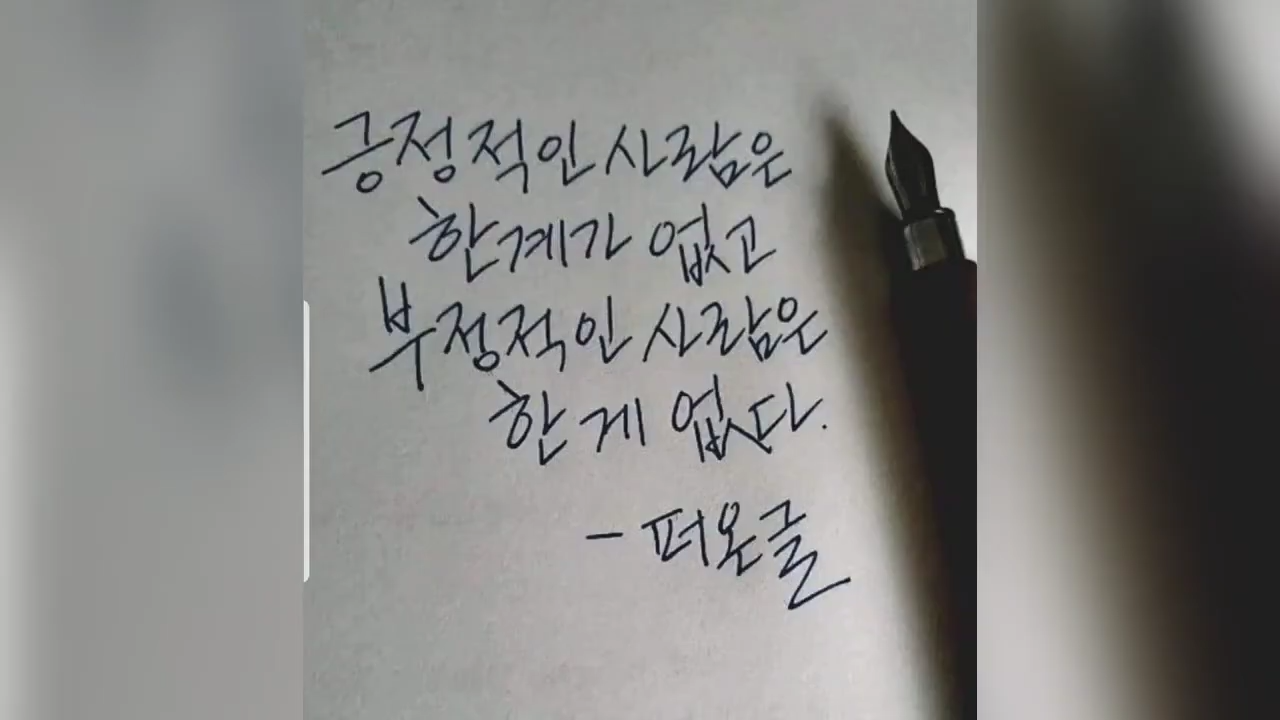 긍정적인 사람은
한계가 없고
부정적인 사람은
한 게 없다.
- 퍼온글